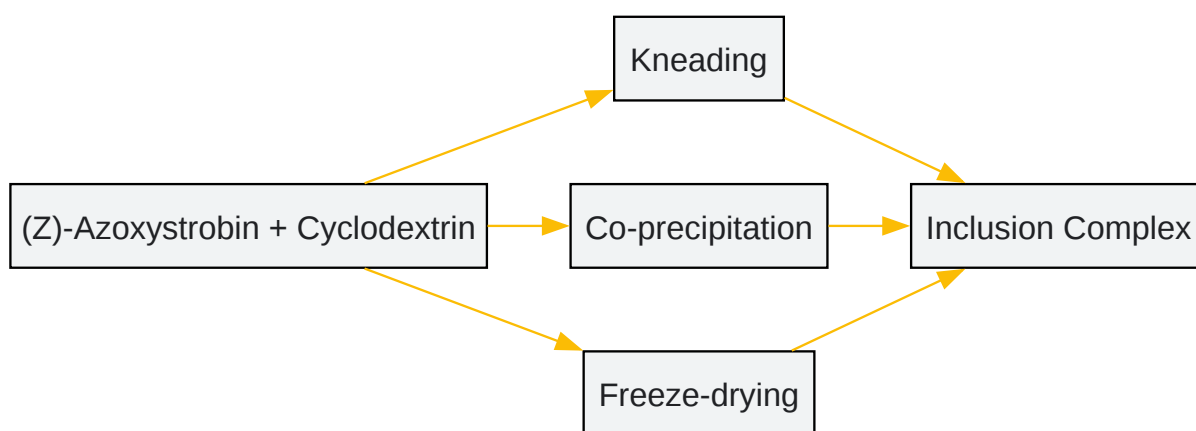 Kneading
(Z)-Azoxystrobin + Cyclodextrin
Co-precipitation
Inclusion Complex
Freeze-drying